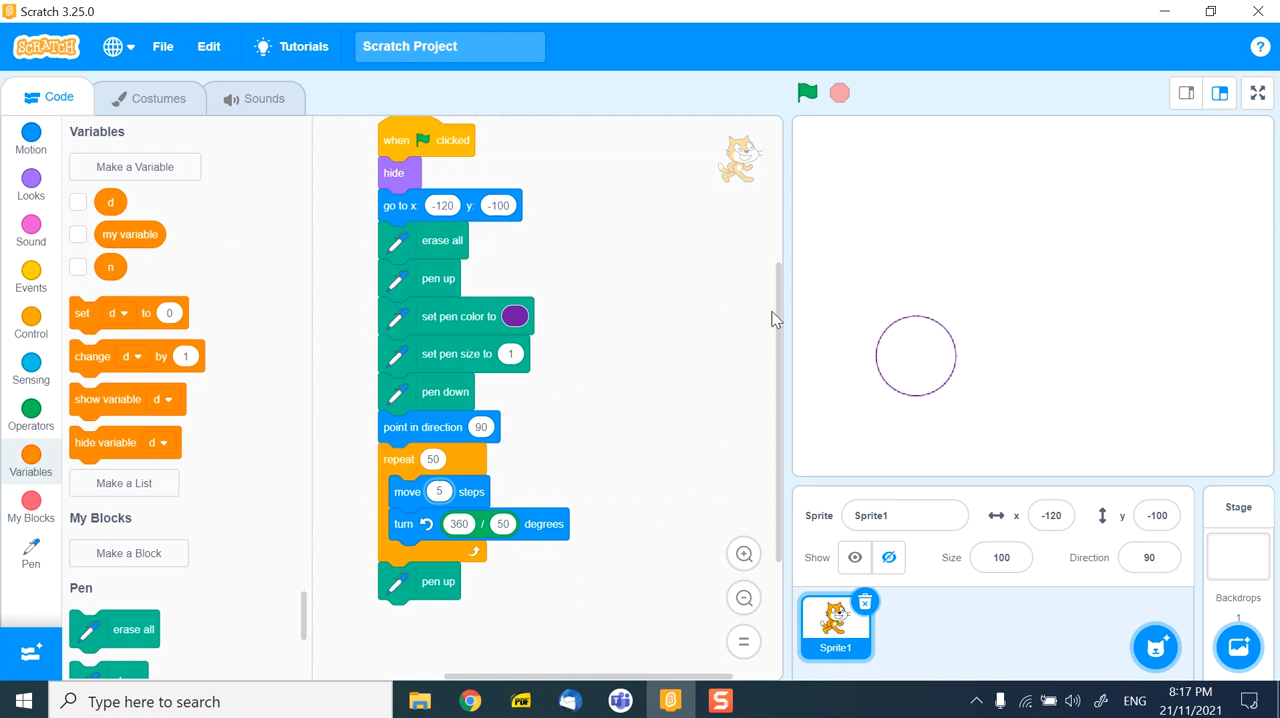 Scratch 3.25.0
SCRATCH File Edit Tutorials Scratch Project ?
Code Costumes Sounds
Motion
Looks
Sound
Events
Control
Sensing
Operators
Variables
My Blocks
Pen
Variables
Make a Variable
d
my variable
n
set d to 0
change d by 1
show variable d
hide variable d
Make a List
My Blocks
Make a Block
Pen
erase all
when clicked
hide
go to x: -120 y: -100
erase all
pen up
set pen color to
set pen size to 1
pen down
point in direction 90
repeat 50
move 5 steps
turn 360 / 50 degrees
pen up
Sprite Sprite1 x -120 y -100
Show Size 100 Direction 90
Sprite1
Stage
Backdrops
1
Type here to search
PDF
S
ENG
8:17 PM
21/11/2021